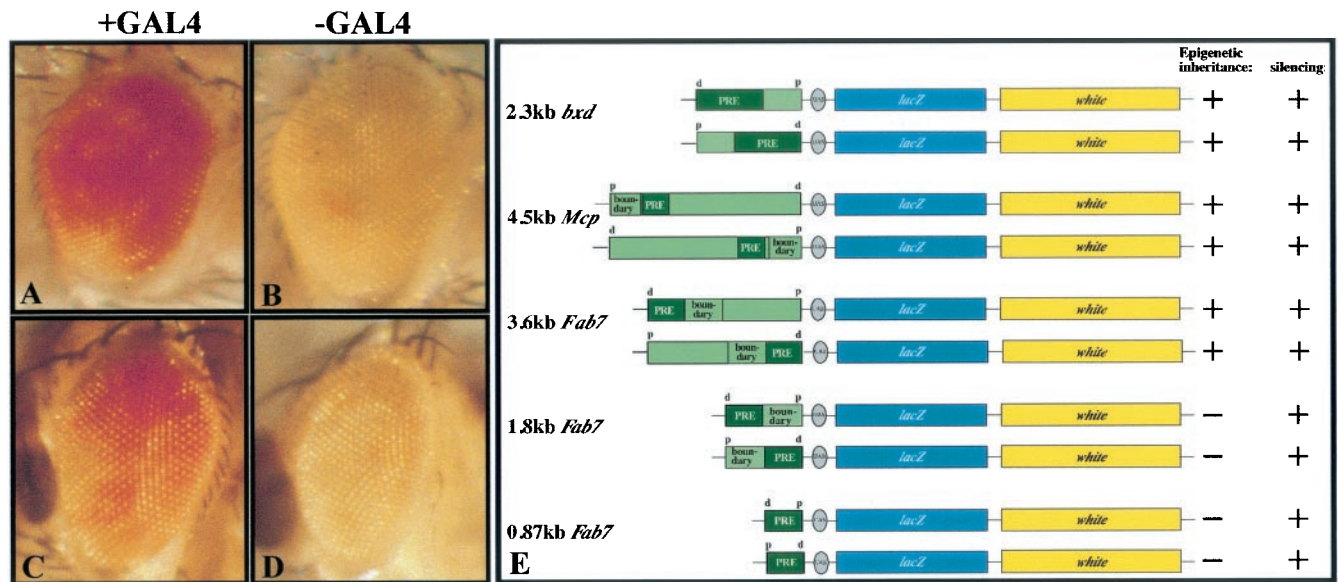 +GAL4 -GAL4
A
B
C
D
E
Epigenetic
inheritance: silencing:
d p
2.3kb bxd PRE lacZ white + +
p d
PRE lacZ white + +
p d
4.5kb Mcp boun-
dary PRE lacZ white + +
d p
PRE boun-
dary lacZ white + +
d p
3.6kb Fab7 PRE boun-
dary lacZ white + +
p d
boun-
dary PRE lacZ white + +
d p
1.8kb Fab7 PRE boun-
dary lacZ white − +
p d
boun-
dary PRE lacZ white − +
d p
0.87kb Fab7 PRE lacZ white − +
p d
PRE lacZ white − +